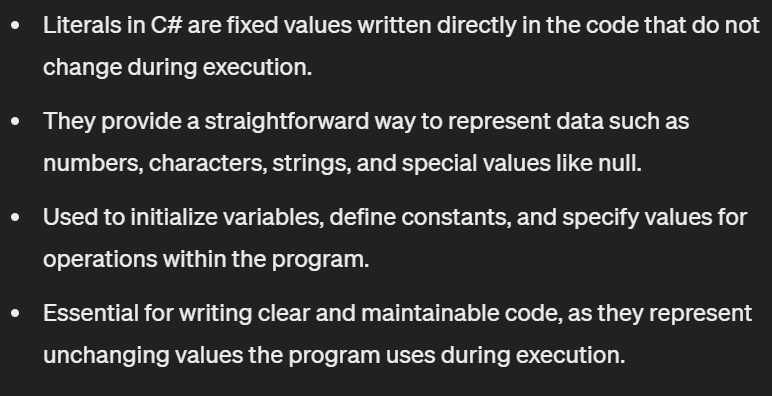 • Literals in C# are fixed values written directly in the code that do not
change during execution.
• They provide a straightforward way to represent data such as
numbers, characters, strings, and special values like null.
• Used to initialize variables, define constants, and specify values for
operations within the program.
• Essential for writing clear and maintainable code, as they represent
unchanging values the program uses during execution.